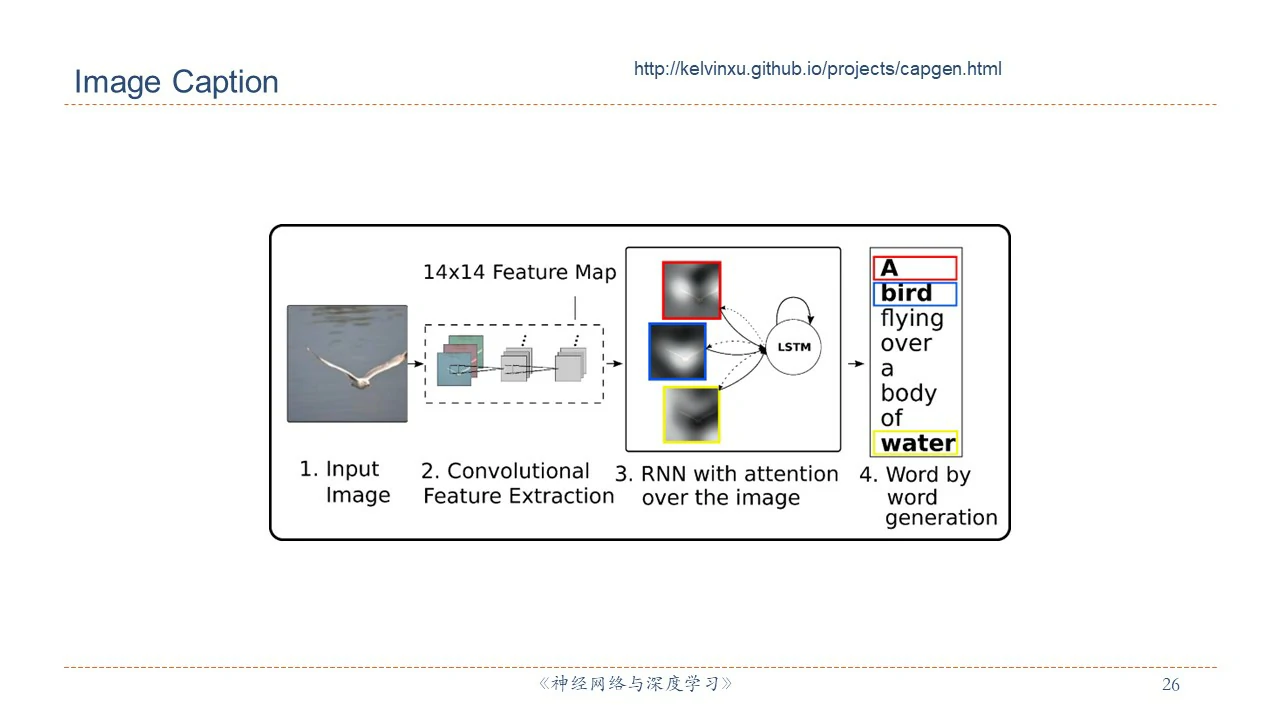 Image Caption
http://kelvinxu.github.io/projects/capgen.html
14x14 Feature Map
LSTM
A
bird
flying
over
a
body
of
water
1. Input
Image
2. Convolutional
Feature Extraction
3. RNN with attention
over the image
4. Word by
word
generation
《神经网络与深度学习》
26